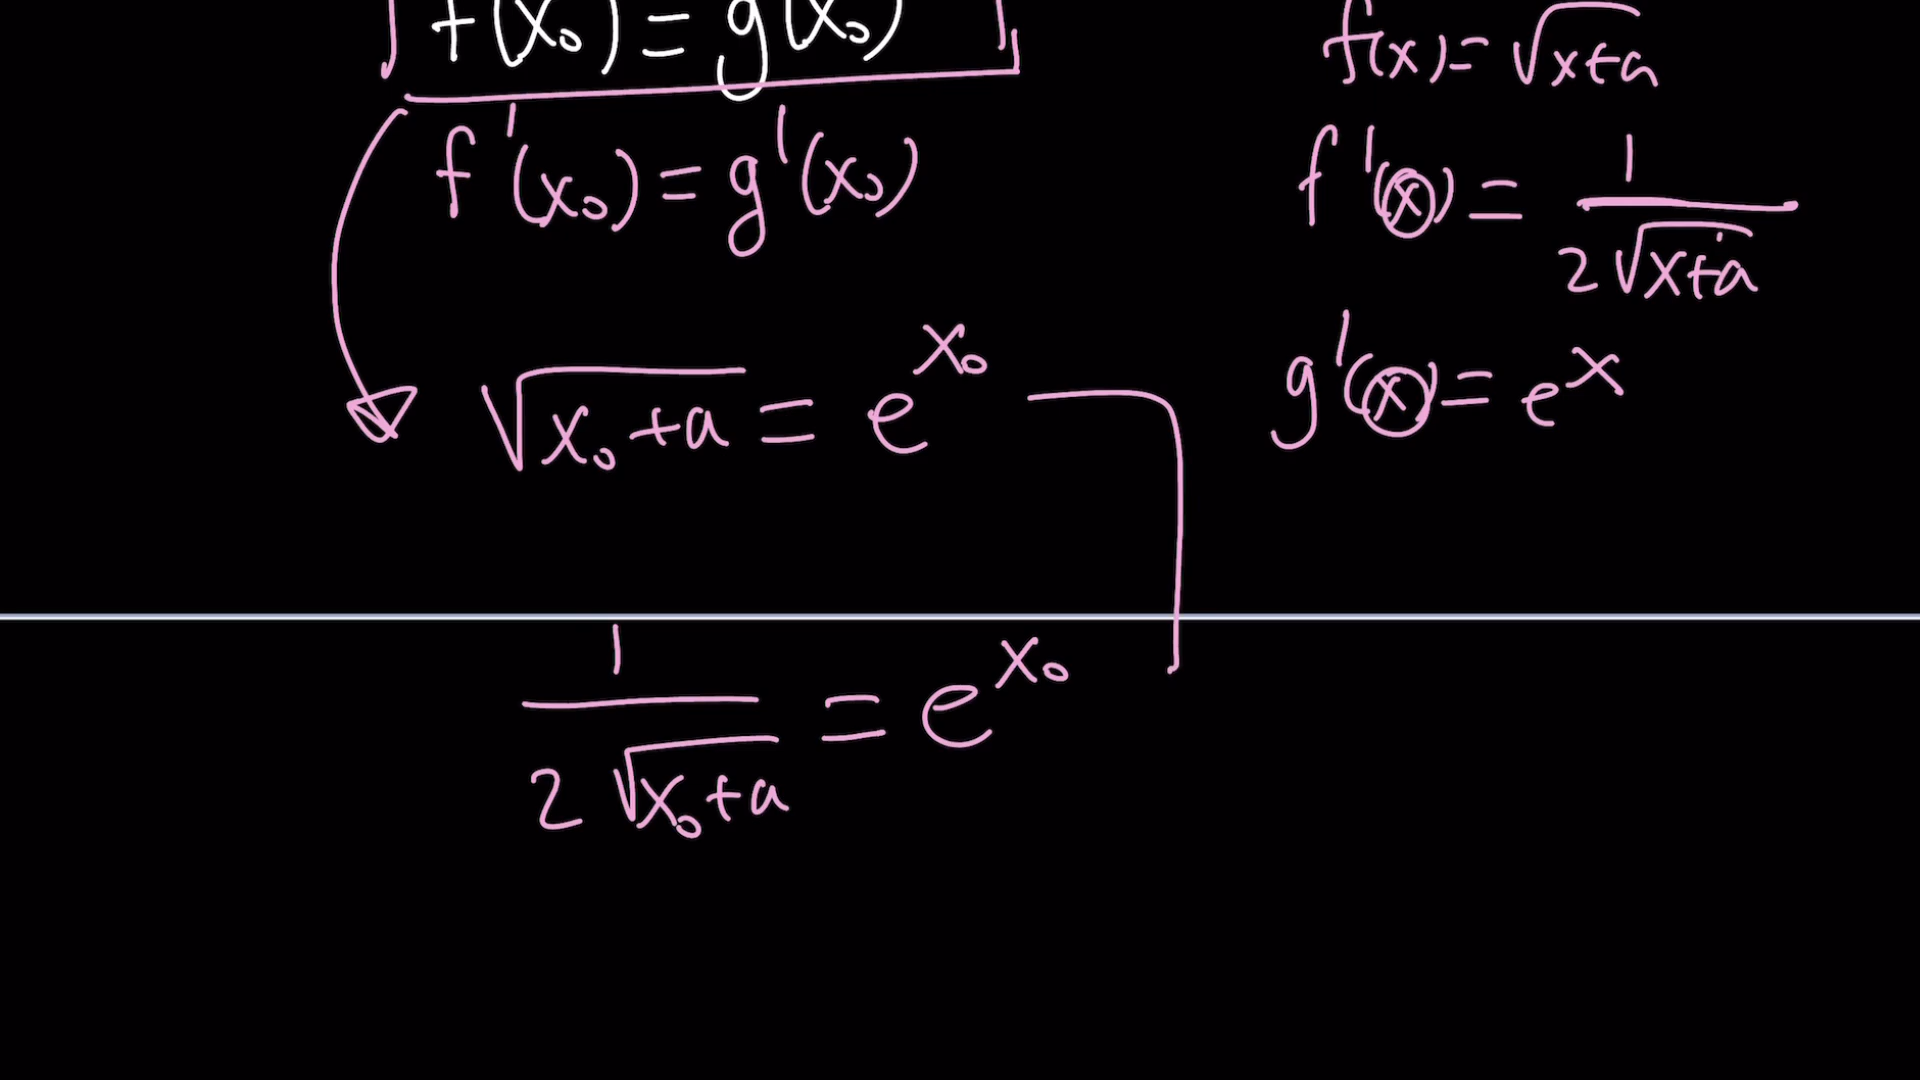 f(x₀) = g(x₀)
f'(x₀) = g'(x₀)
√(x₀+a) = e^(x₀)
1/(2√(x₀+a)) = e^(x₀)
f(x) = √(x+a)
f'(x) = 1/(2√(x+a))
g'(x) = e^x